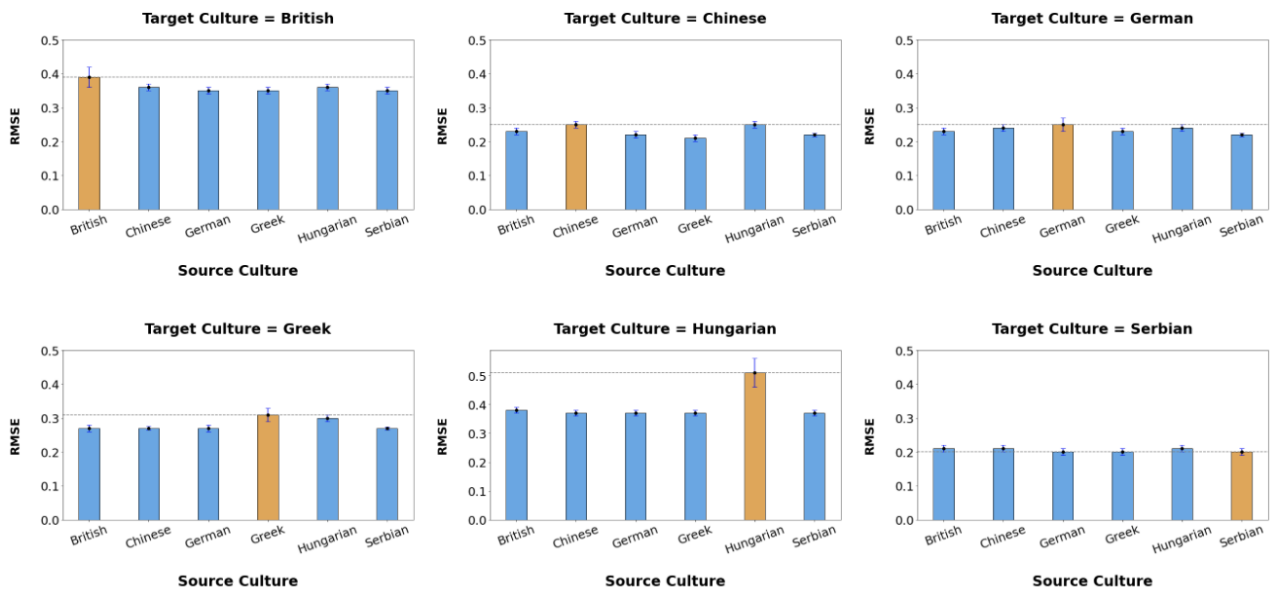 Target Culture = British
0.5
0.4
0.3
0.2
0.1
0.0
RMSE
British Chinese German Greek Hungarian Serbian
Source Culture
Target Culture = Chinese
0.5
0.4
0.3
0.2
0.1
0.0
RMSE
British Chinese German Greek Hungarian Serbian
Source Culture
Target Culture = German
0.5
0.4
0.3
0.2
0.1
0.0
RMSE
British Chinese German Greek Hungarian Serbian
Source Culture
Target Culture = Greek
0.5
0.4
0.3
0.2
0.1
0.0
RMSE
British Chinese German Greek Hungarian Serbian
Source Culture
Target Culture = Hungarian
0.5
0.4
0.3
0.2
0.1
0.0
RMSE
British Chinese German Greek Hungarian Serbian
Source Culture
Target Culture = Serbian
0.5
0.4
0.3
0.2
0.1
0.0
RMSE
British Chinese German Greek Hungarian Serbian
Source Culture